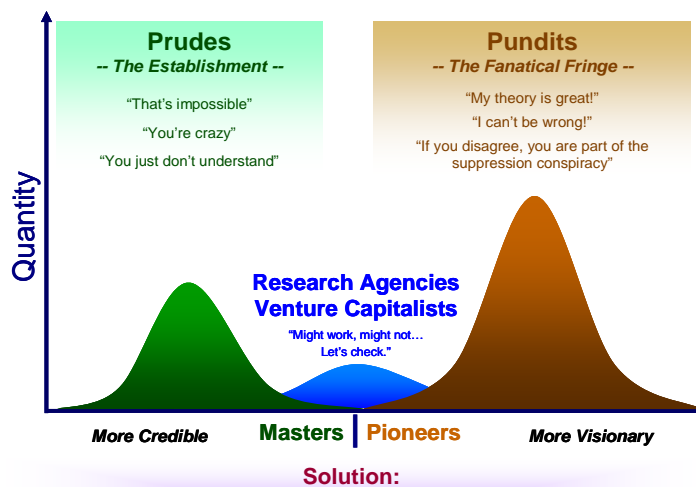 Prudes
-- The Establishment --
“That’s impossible”
“You’re crazy”
“You just don’t understand”
Pundits
-- The Fanatical Fringe --
“My theory is great!”
“I can’t be wrong!”
“If you disagree, you are part of the
suppression conspiracy”
Quantity
Research Agencies
Venture Capitalists
“Might work, might not…
Let’s check.”
More Credible
Masters
Pioneers
More Visionary
Solution: